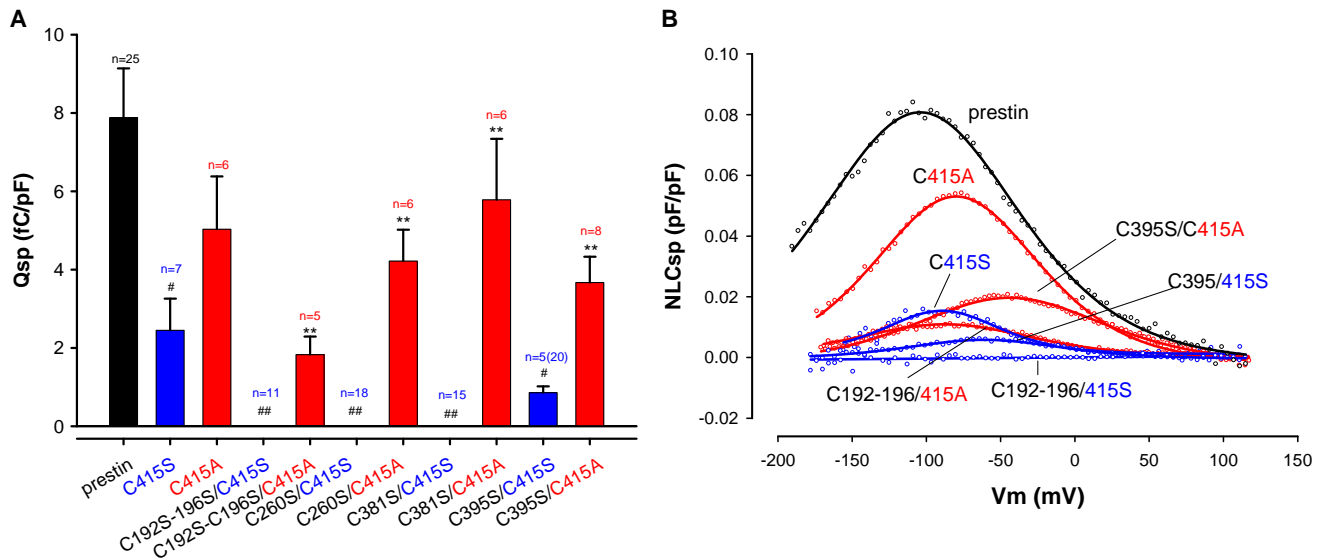 A
Qsp (fC/pF)
10
8
6
4
2
0
n=25
n=7
#
n=6
n=11
##
n=5
**
n=18
##
n=6
**
n=15
##
n=6
**
n=5(20)
#
n=8
**
prestin
C415S
C415A
C192S-196S/C415S
C192S-C196S/C415A
C260S/C415S
C260S/C415A
C381S/C415S
C381S/C415A
C395S/C415S
C395S/C415A
B
NLCsp (pF/pF)
0.10
0.08
0.06
0.04
0.02
0.00
-0.02
prestin
C415A
C395S/C415A
C415S
C395/415S
C192-196/415A
C192-196/415S
-200 -150 -100 -50 0 50 100 150
Vm (mV)